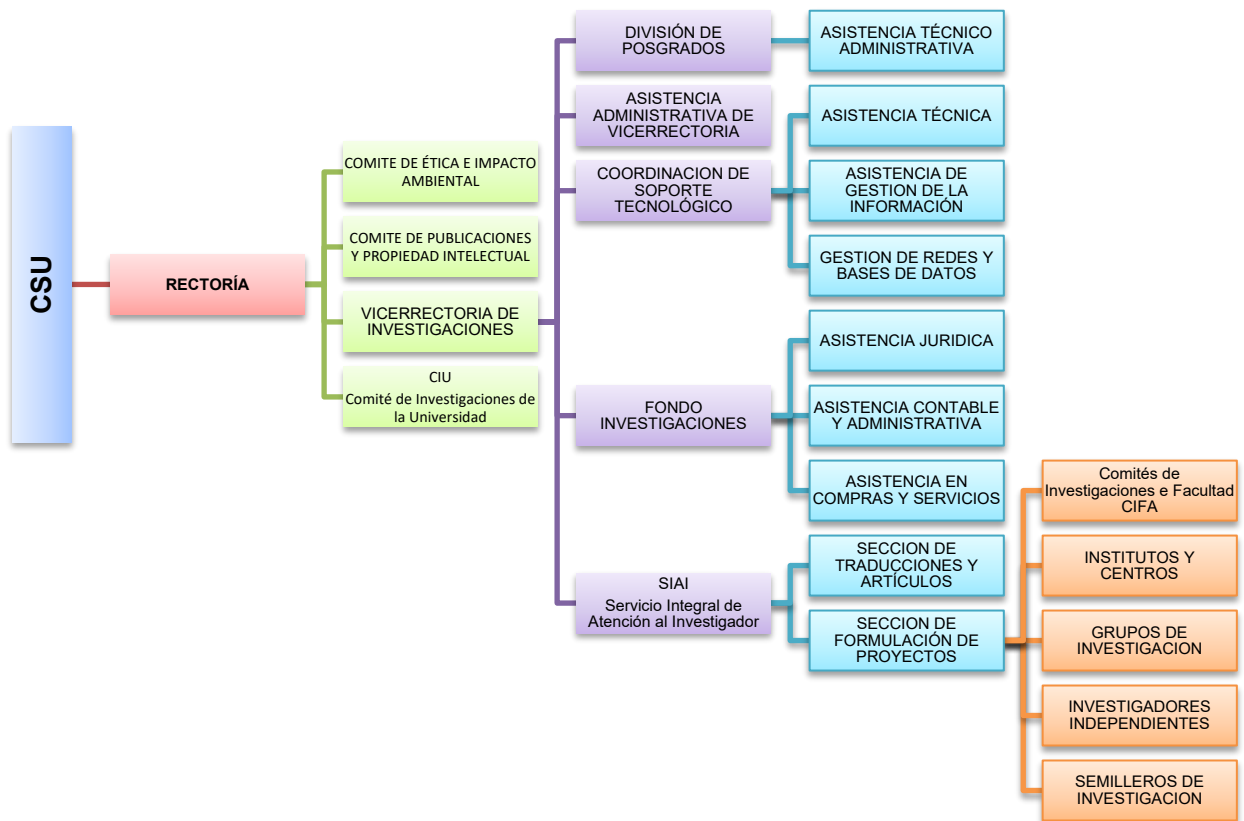 CSU
RECTORÍA
COMITE DE ÉTICA E IMPACTO
AMBIENTAL
COMITE DE PUBLICACIONES
Y PROPIEDAD INTELECTUAL
VICERRECTORIA DE
INVESTIGACIONES
CIU
Comité de Investigaciones de
la Universidad
DIVISIÓN DE
POSGRADOS
ASISTENCIA
ADMINISTRATIVA DE
VICERRECTORIA
COORDINACION DE
SOPORTE
TECNOLÓGICO
FONDO
INVESTIGACIONES
SIAI
Servicio Integral de
Atención al Investigador
ASISTENCIA TÉCNICO
ADMINISTRATIVA
ASISTENCIA TÉCNICA
ASISTENCIA DE
GESTION DE LA
INFORMACIÓN
GESTION DE REDES Y
BASES DE DATOS
ASISTENCIA JURIDICA
ASISTENCIA CONTABLE
Y ADMINISTRATIVA
ASISTENCIA EN
COMPRAS Y SERVICIOS
SECCION DE
TRADUCCIONES Y
ARTÍCULOS
SECCION DE
FORMULACIÓN DE
PROYECTOS
Comités de
Investigaciones e Facultad
CIFA
INSTITUTOS Y
CENTROS
GRUPOS DE
INVESTIGACION
INVESTIGADORES
INDEPENDIENTES
SEMILLEROS DE
INVESTIGACION